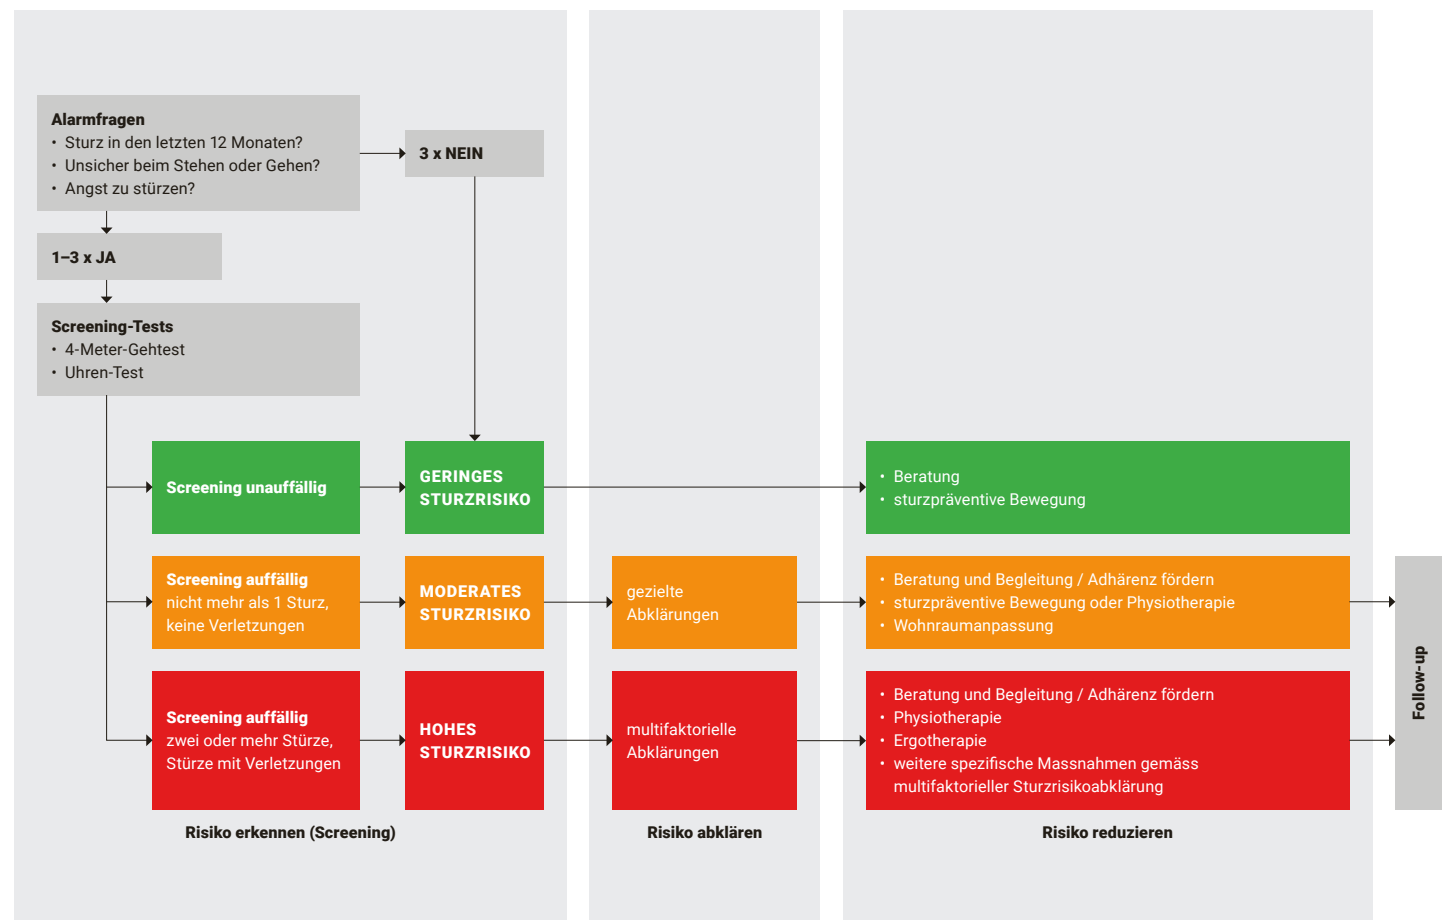 Alarmfragen
• Sturz in den letzten 12 Monaten?
• Unsicher beim Stehen oder Gehen?
• Angst zu stürzen?
3 x NEIN
1–3 x JA
Screening-Tests
• 4-Meter-Gehtest
• Uhren-Test
Screening unauffällig
GERINGES
STURZRISIKO
• Beratung
• sturzpräventive Bewegung
Screening auffällig
nicht mehr als 1 Sturz,
keine Verletzungen
MODERATES
STURZRISIKO
gezielte
Abklärungen
• Beratung und Begleitung / Adhärenz fördern
• sturzpräventive Bewegung oder Physiotherapie
• Wohnraumanpassung
Screening auffällig
zwei oder mehr Stürze,
Stürze mit Verletzungen
HOHES
STURZRISIKO
multifaktorielle
Abklärungen
• Beratung und Begleitung / Adhärenz fördern
• Physiotherapie
• Ergotherapie
• weitere spezifische Massnahmen gemäss
multifaktorieller Sturzrisikoabklärung
Follow-up
Risiko erkennen (Screening)
Risiko abklären
Risiko reduzieren